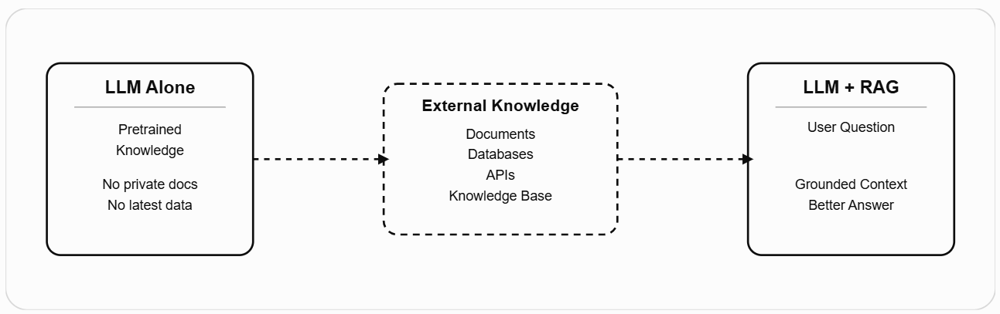 LLM Alone
Pretrained
Knowledge
No private docs
No latest data
External Knowledge
Documents
Databases
APIs
Knowledge Base
LLM + RAG
User Question
Grounded Context
Better Answer